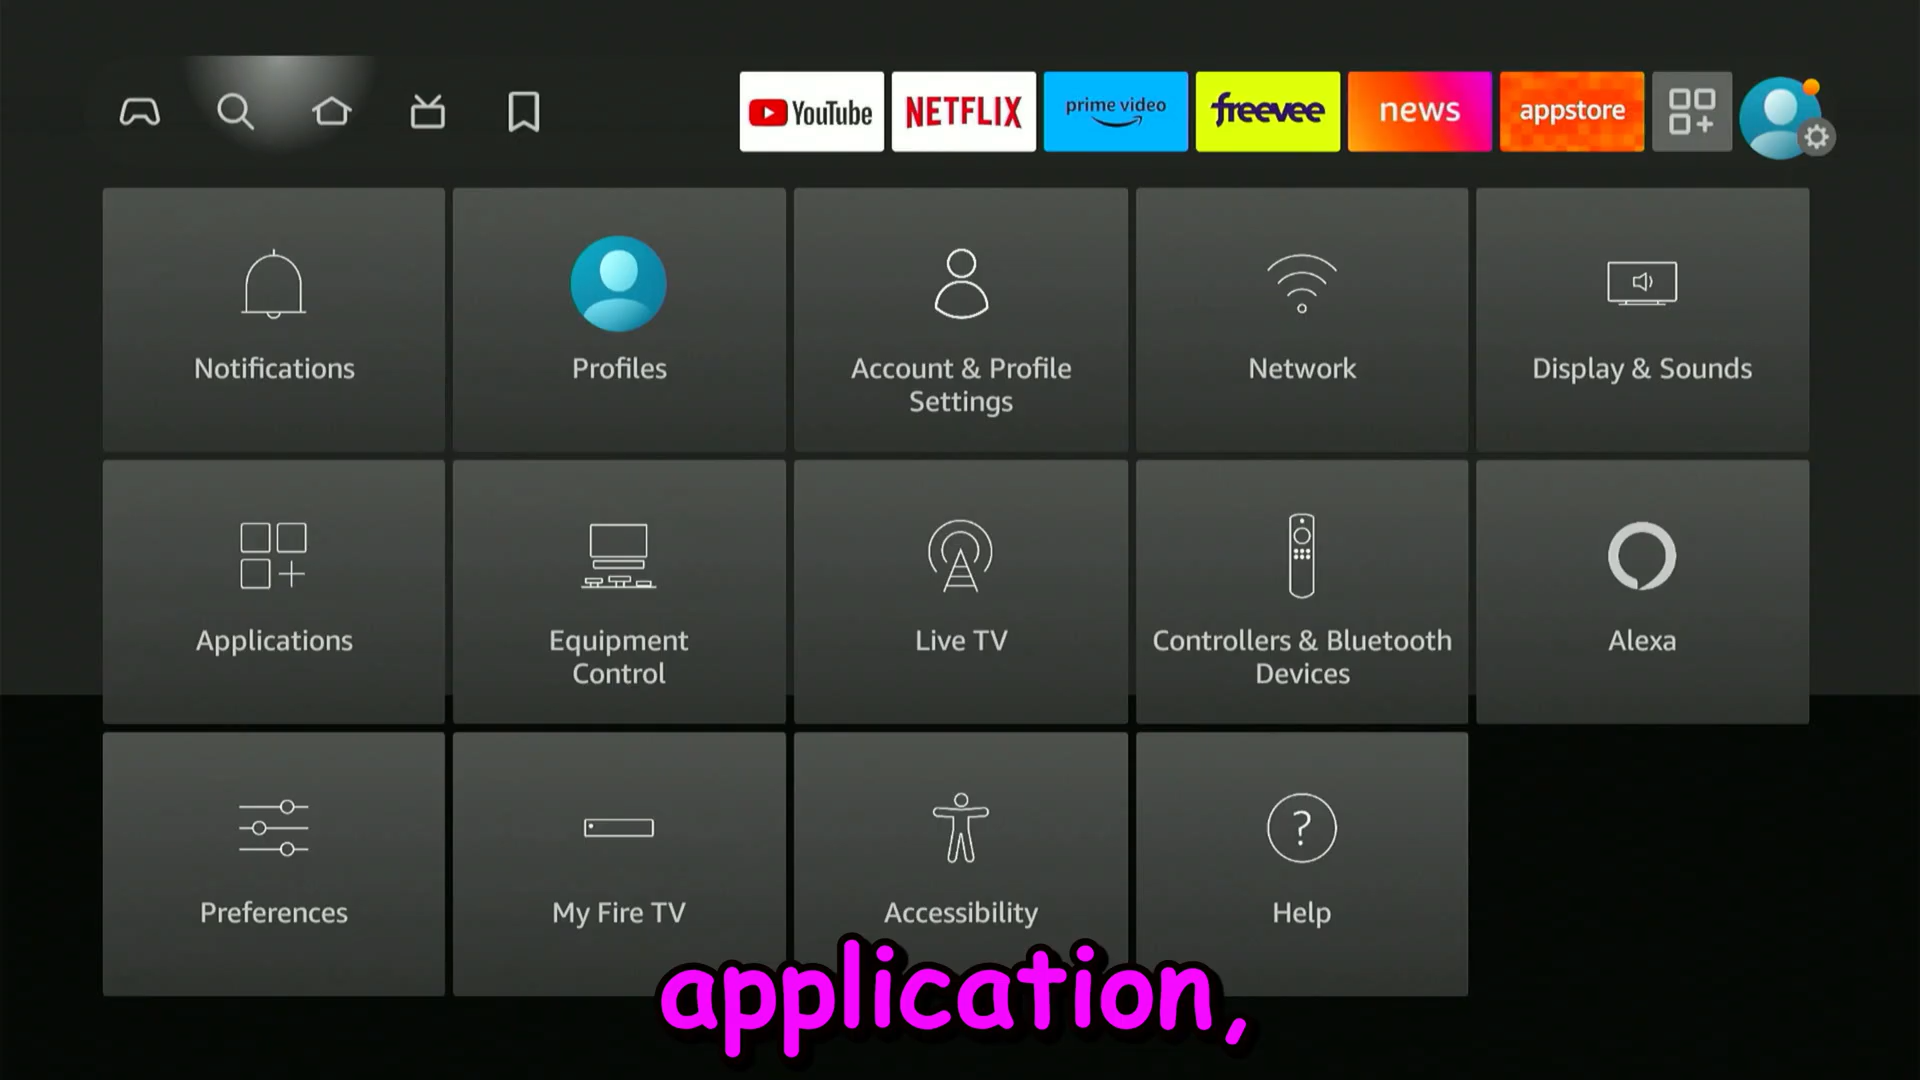 YouTube
NETFLIX
prime video
freevee
news
appstore
Notifications
Profiles
Account & Profile
Settings
Network
Display & Sounds
Applications
Equipment
Control
Live TV
Controllers & Bluetooth
Devices
Alexa
Preferences
My Fire TV
Accessibility
Help
application,